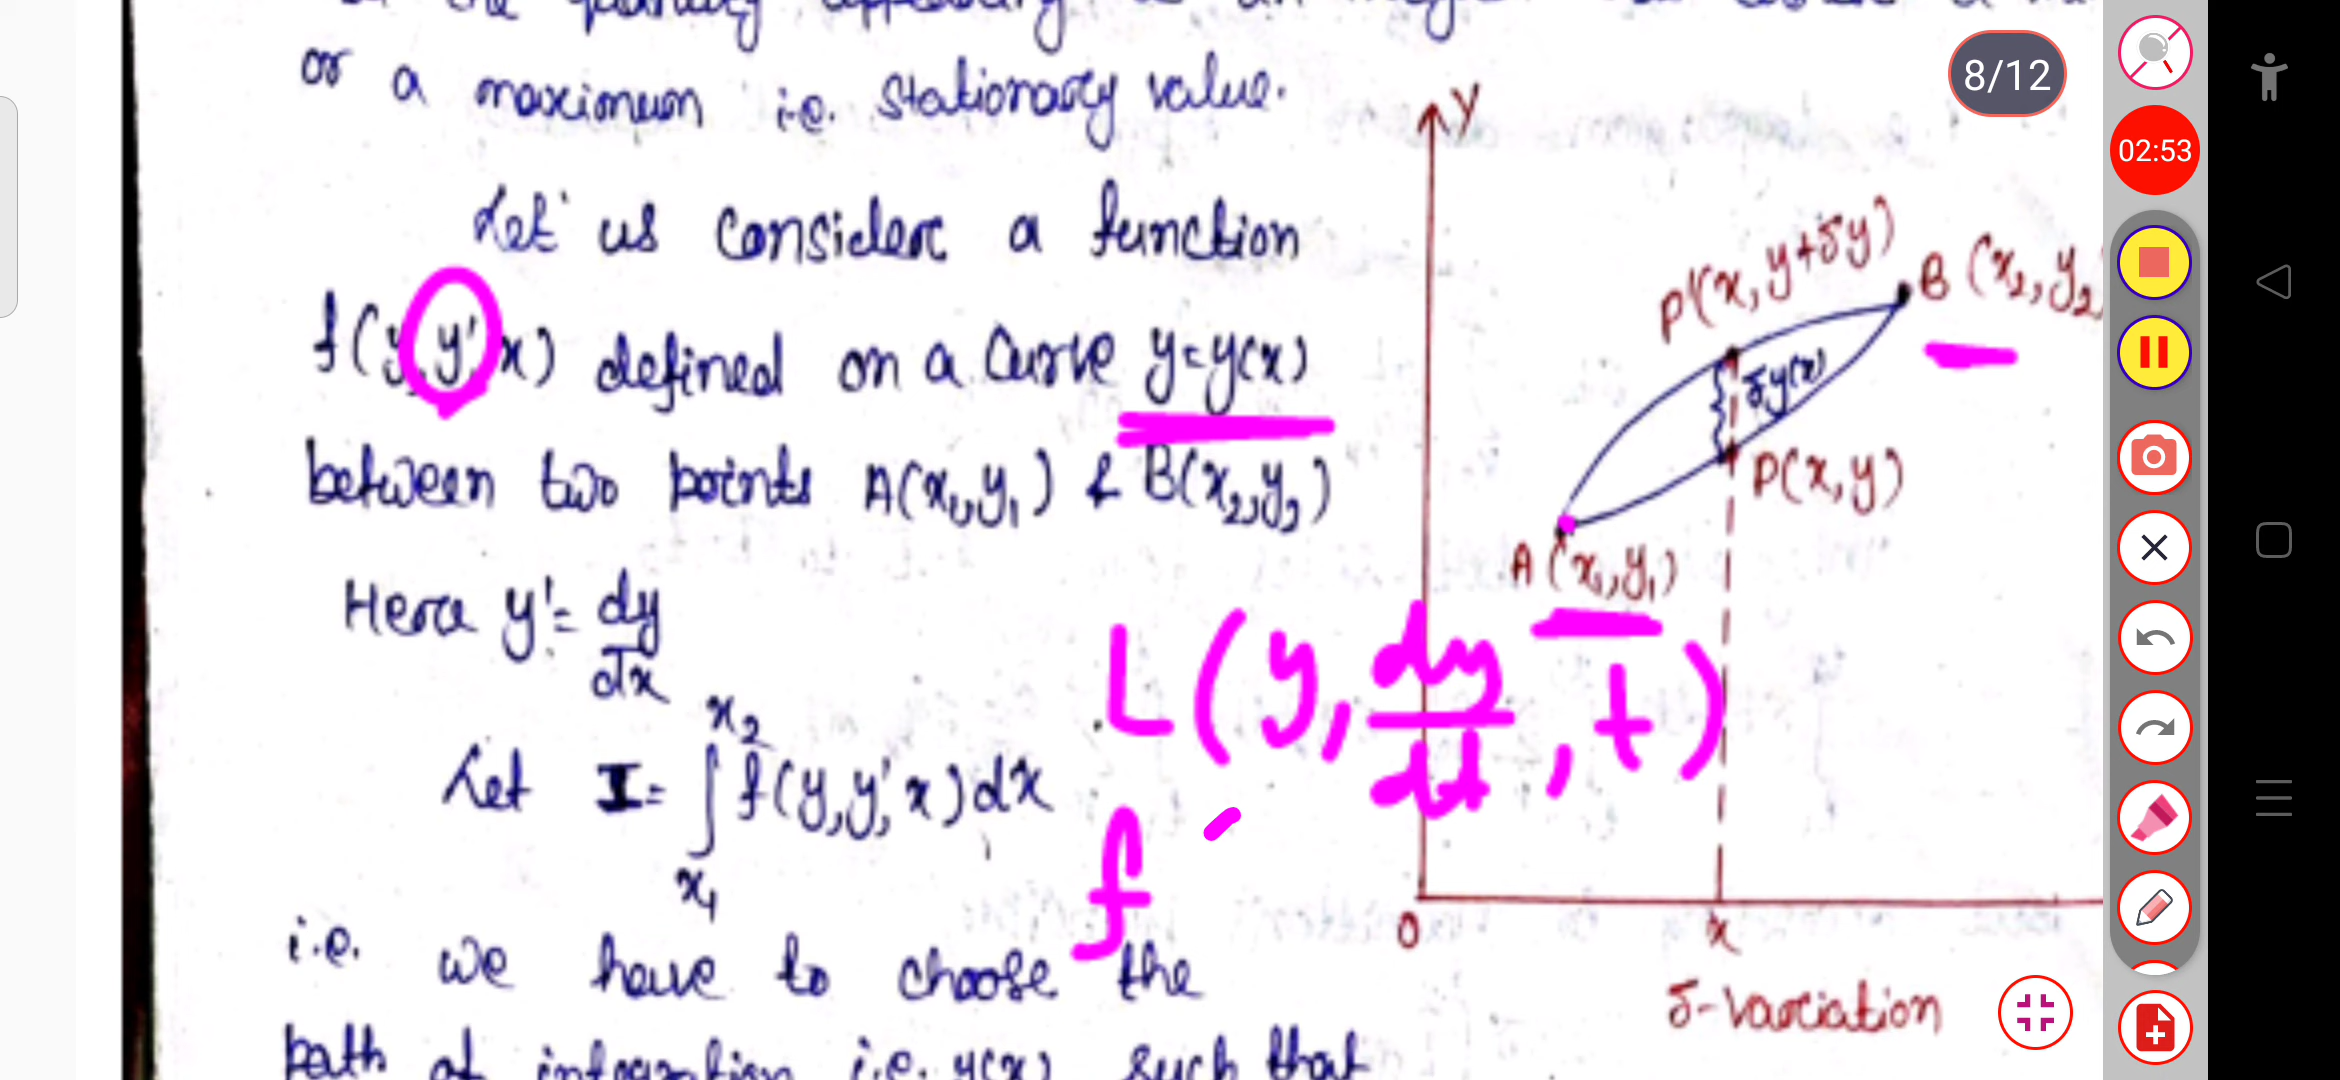 or a maximum i.e. stationary value.
Let us consider a function
f(y, y', x) defined on a curve y=y(x)
between two points A(x₁,y₁) & B(x₂,y₂)
Here y' = dy/dx
Let I = ∫ f(y,y',x)dx
x₂
x₁
i.e. we have to choose the
path of integration i.e. y(x) such that
Y
P'(x, y+δy)
B (x₂, y₂
δy(x)
P(x,y)
A (x₁,y₁)
L(y, dy/dt, t)
f
O
x
δ-variation
8/12
02:53